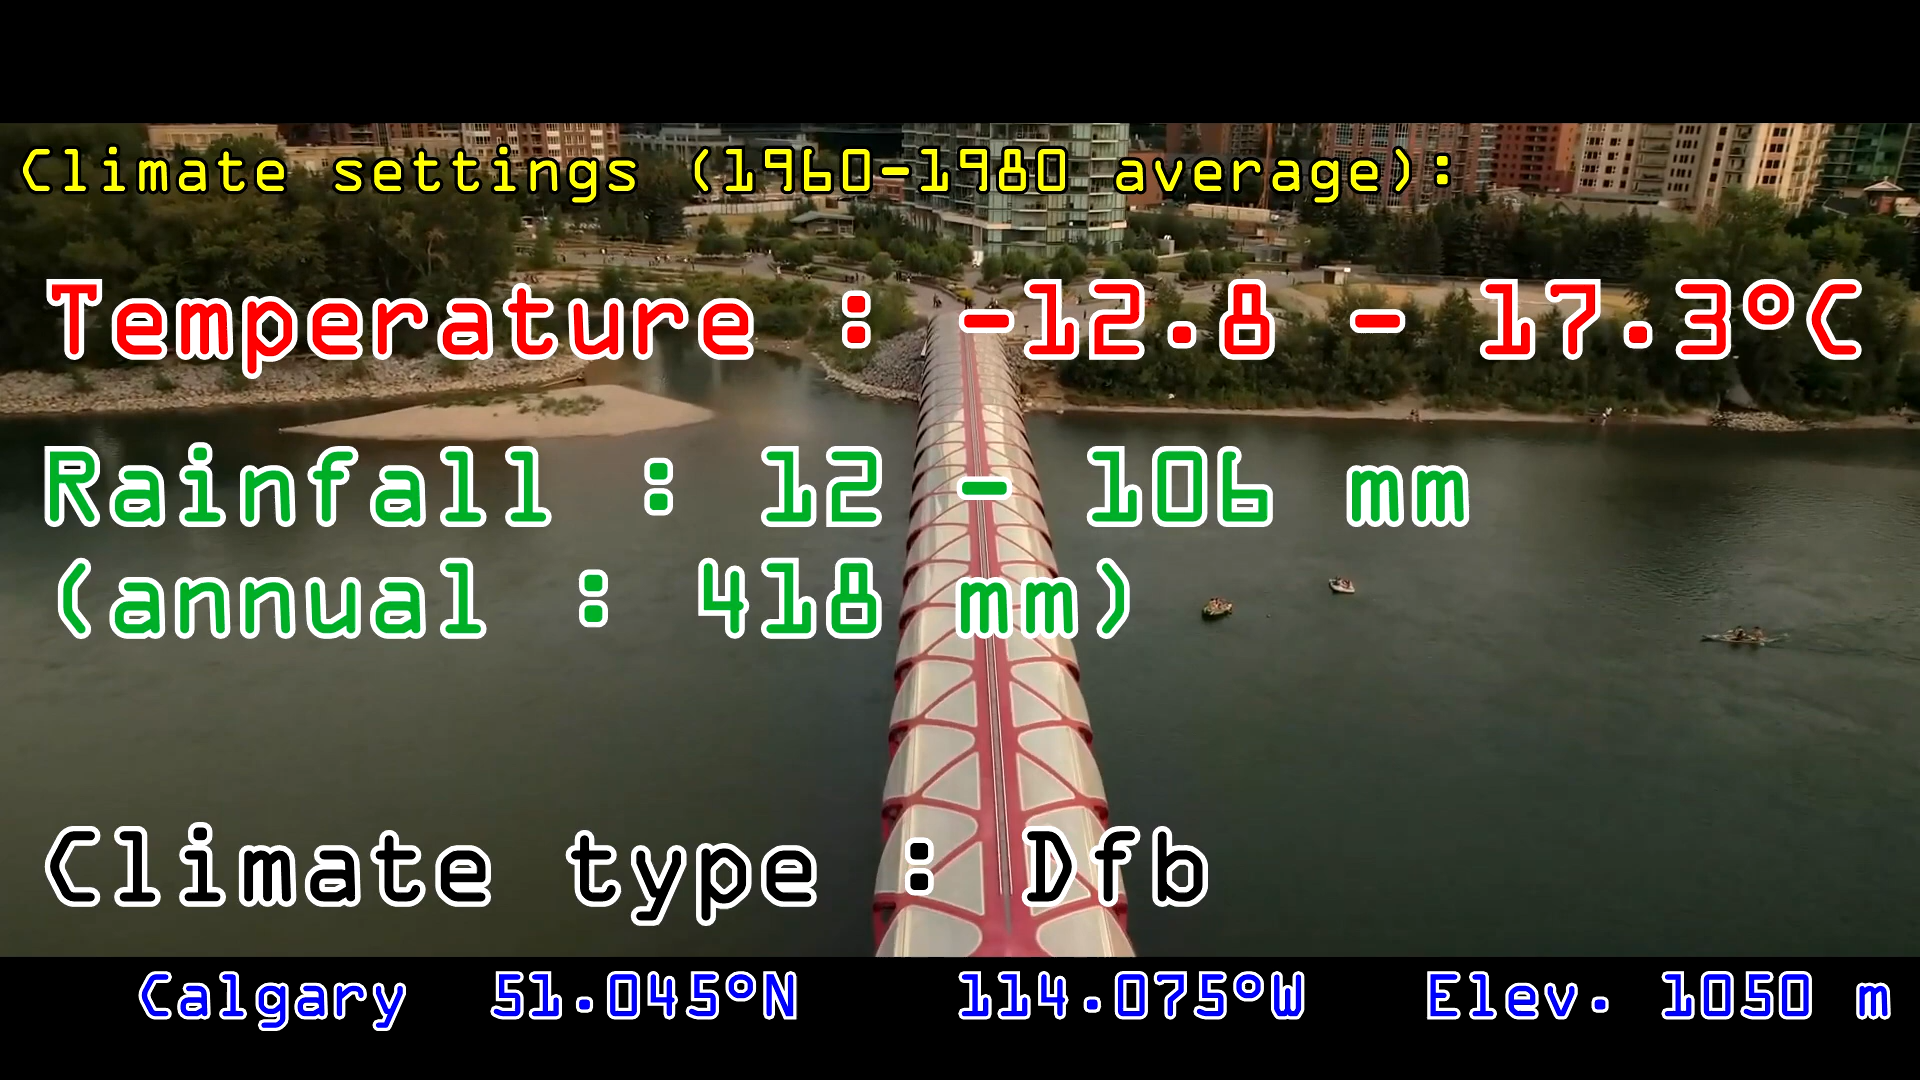 Climate settings (1960-1980 average):
Temperature : -12.8 - 17.3°C
Rainfall : 12 - 106 mm
(annual : 418 mm)
Climate type : Dfb
Calgary 51.045°N 114.075°W Elev. 1050 m